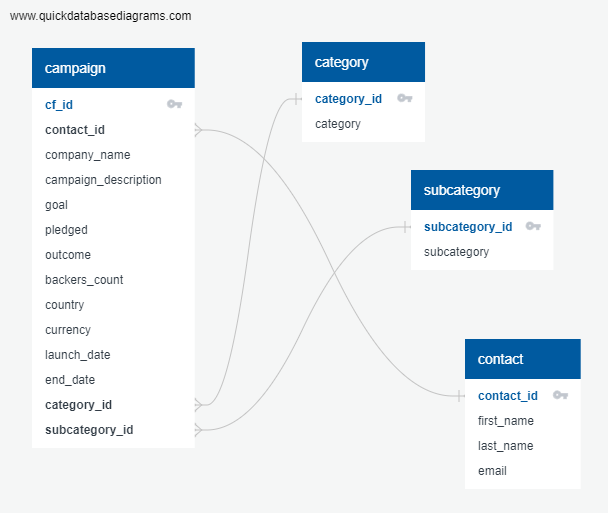 www.quickdatabasediagrams.com
campaign
cf_id
contact_id
company_name
campaign_description
goal
pledged
outcome
backers_count
country
currency
launch_date
end_date
category_id
subcategory_id
category
category_id
category
subcategory
subcategory_id
subcategory
contact
contact_id
first_name
last_name
email